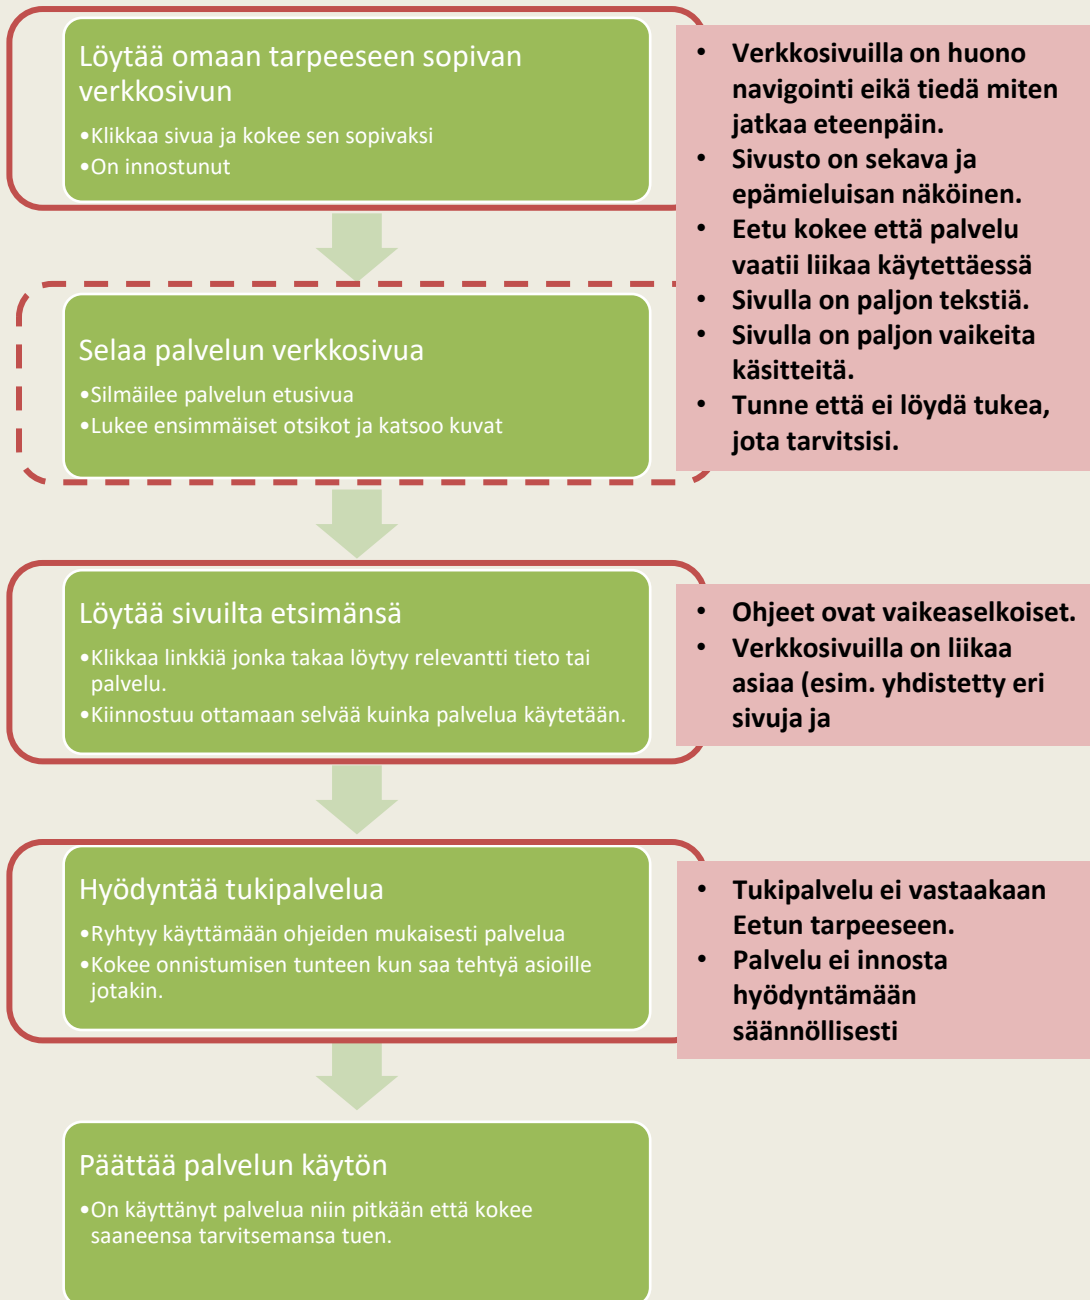 Löytää omaan tarpeeseen sopivan
verkkosivun
•Klikkaa sivua ja kokee sen sopivaksi
•On innostunut
• Verkkosivuilla on huono
navigointi eikä tiedä miten
jatkaa eteenpäin.
• Sivusto on sekava ja
epämieluisan näköinen.
• Eetu kokee että palvelu
vaatii liikaa käytettäessä
• Sivulla on paljon tekstiä.
• Sivulla on paljon vaikeita
käsitteitä.
• Tunne että ei löydä tukea,
jota tarvitsisi.
Selaa palvelun verkkosivua
•Silmäilee palvelun etusivua
•Lukee ensimmäiset otsikot ja katsoo kuvat
Löytää sivuilta etsimänsä
•Klikkaa linkkiä jonka takaa löytyy relevantti tieto tai
palvelu.
•Kiinnostuu ottamaan selvää kuinka palvelua käytetään.
• Ohjeet ovat vaikeaselkoiset.
• Verkkosivuilla on liikaa
asiaa (esim. yhdistetty eri
sivuja ja
Hyödyntää tukipalvelua
•Ryhtyy käyttämään ohjeiden mukaisesti palvelua
•Kokee onnistumisen tunteen kun saa tehtyä asioille
jotakin.
• Tukipalvelu ei vastaakaan
Eetun tarpeeseen.
• Palvelu ei innosta
hyödyntämään
säännöllisesti
Päättää palvelun käytön
•On käyttänyt palvelua niin pitkään että kokee
saaneensa tarvitsemansa tuen.